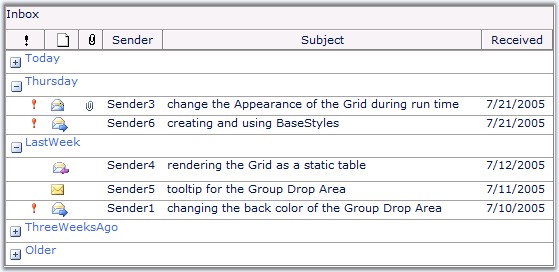 Inbox
! Sender Subject Received
Today
Thursday
! Sender3 change the Appearance of the Grid during run time 7/21/2005
! Sender6 creating and using BaseStyles 7/21/2005
LastWeek
Sender4 rendering the Grid as a static table 7/12/2005
Sender5 tooltip for the Group Drop Area 7/11/2005
! Sender1 changing the back color of the Group Drop Area 7/10/2005
ThreeWeeksAgo
Older